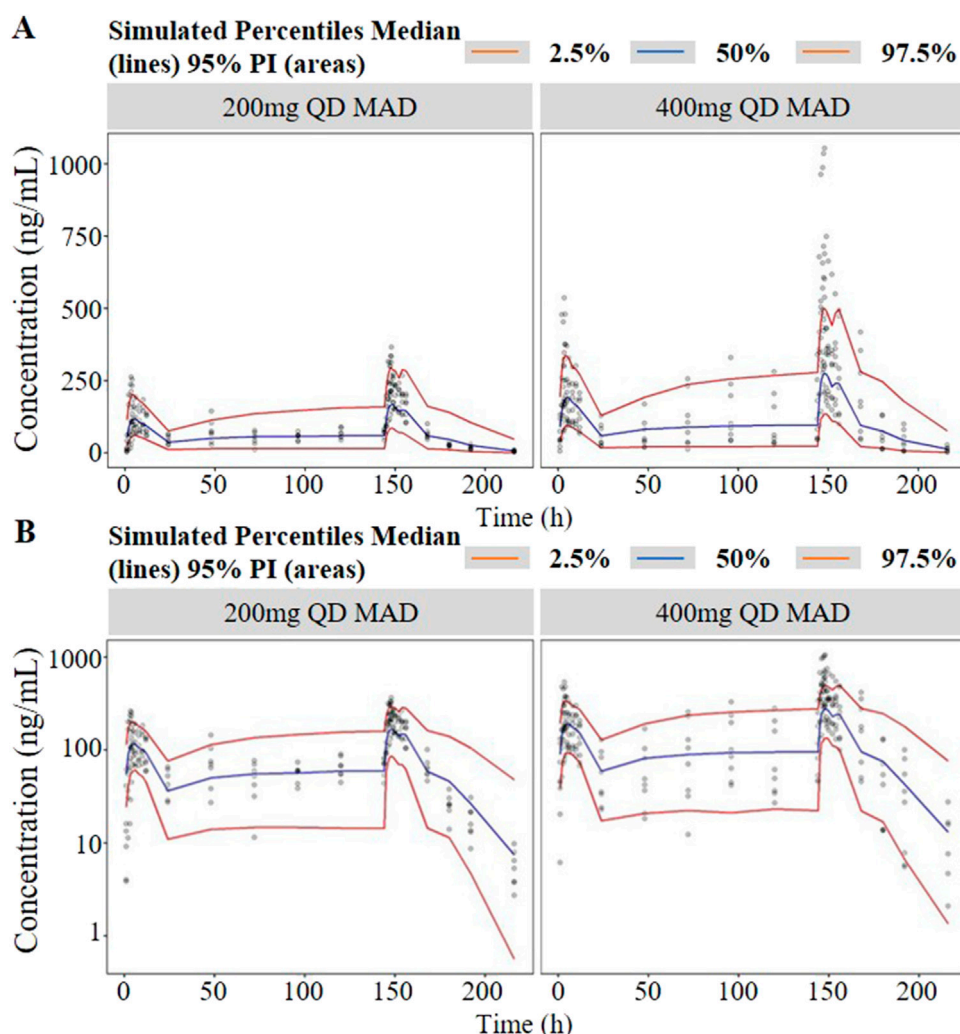 A
Simulated Percentiles Median
(lines) 95% PI (areas)
2.5% 50% 97.5%
200mg QD MAD 400mg QD MAD
Concentration (ng/mL)
1000
750
500
250
0
0 50 100 150 200 0 50 100 150 200
Time (h)
B
Simulated Percentiles Median
(lines) 95% PI (areas)
2.5% 50% 97.5%
200mg QD MAD 400mg QD MAD
Concentration (ng/mL)
1000
100
10
1
0 50 100 150 200 0 50 100 150 200
Time (h)